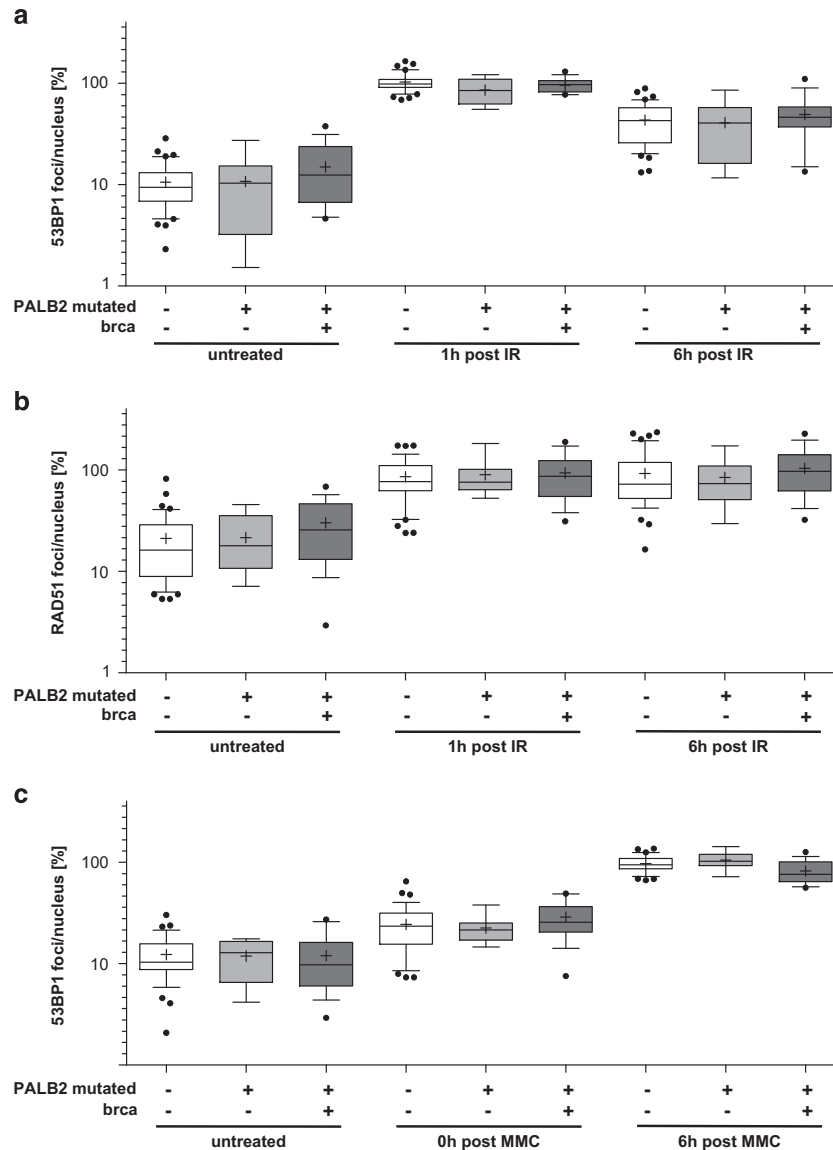 a
53BP1 foci/nucleus [%]
100
10
1
PALB2 mutated - + + - + + - + +
brca - - + - - + - - +
untreated 1h post IR 6h post IR
b
RAD51 foci/nucleus [%]
100
10
1
PALB2 mutated - + + - + + - + +
brca - - + - - + - - +
untreated 1h post IR 6h post IR
c
53BP1 foci/nucleus [%]
100
10
PALB2 mutated - + + - + + - + +
brca - - + - - + - - +
untreated 0h post MMC 6h post MMC